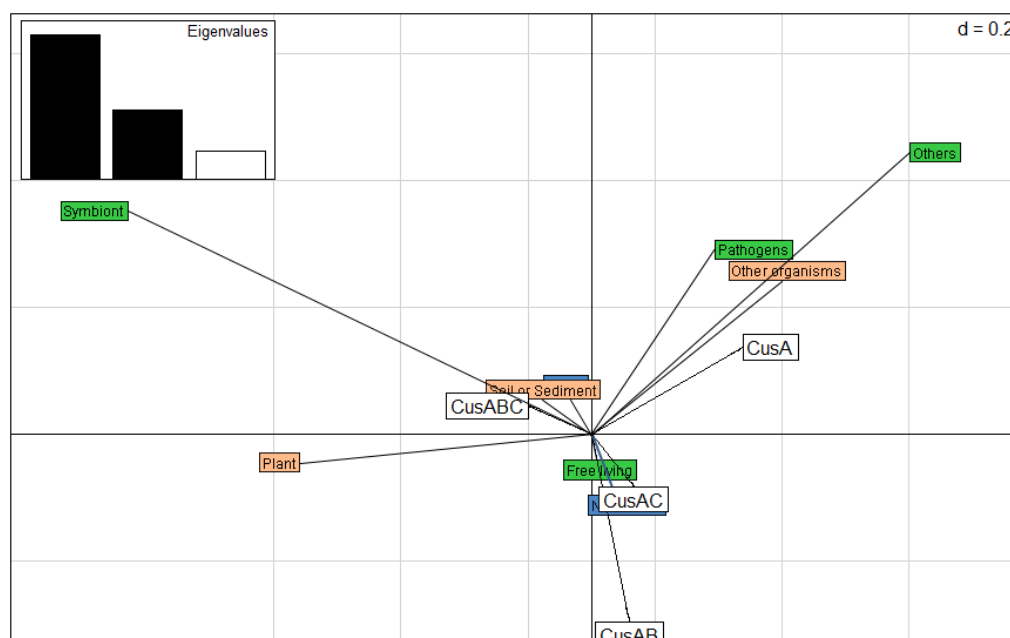 Eigenvalues
d = 0.2
Others
Symbiont
Pathogens
Other organisms
CusA
Soil or Sediment
CusABC
Plant
Free living
CusAC
CusAB